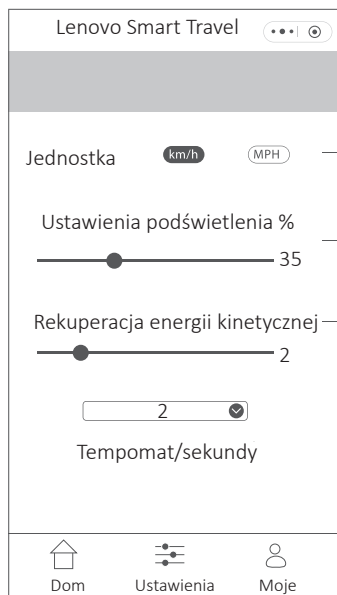 Lenovo Smart Travel
Jednostka km/h MPH
Ustawienia podświetlenia %
35
Rekuperacja energii kinetycznej
2
2
Tempomat/sekundy
Dom Ustawienia Moje